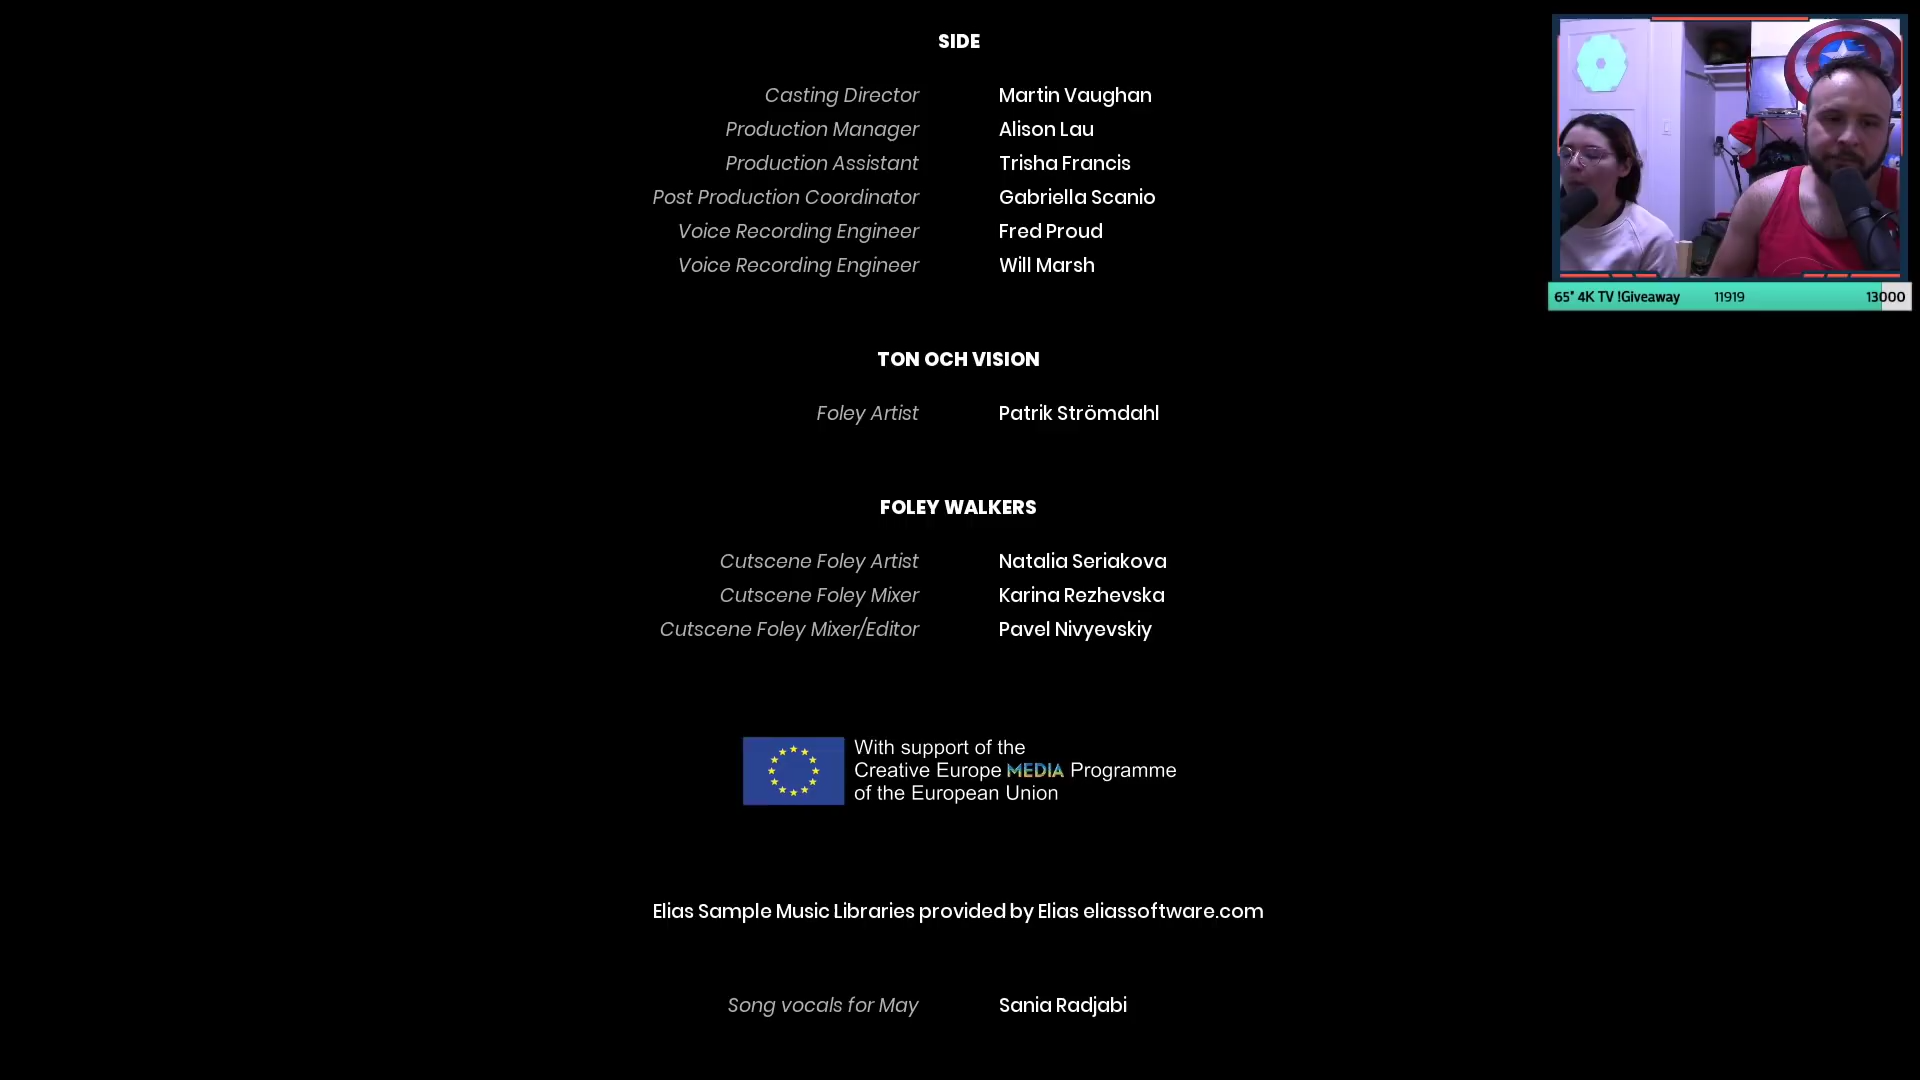 SIDE
Casting Director Martin Vaughan
Production Manager Alison Lau
Production Assistant Trisha Francis
Post Production Coordinator Gabriella Scanio
Voice Recording Engineer Fred Proud
Voice Recording Engineer Will Marsh
65" 4K TV !Giveaway 11919 13000
TON OCH VISION
Foley Artist Patrik Strömdahl
FOLEY WALKERS
Cutscene Foley Artist Natalia Seriakova
Cutscene Foley Mixer Karina Rezhevska
Cutscene Foley Mixer/Editor Pavel Nivyevskiy
With support of the
Creative Europe MEDIA Programme
of the European Union
Elias Sample Music Libraries provided by Elias eliassoftware.com
Song vocals for May Sania Radjabi